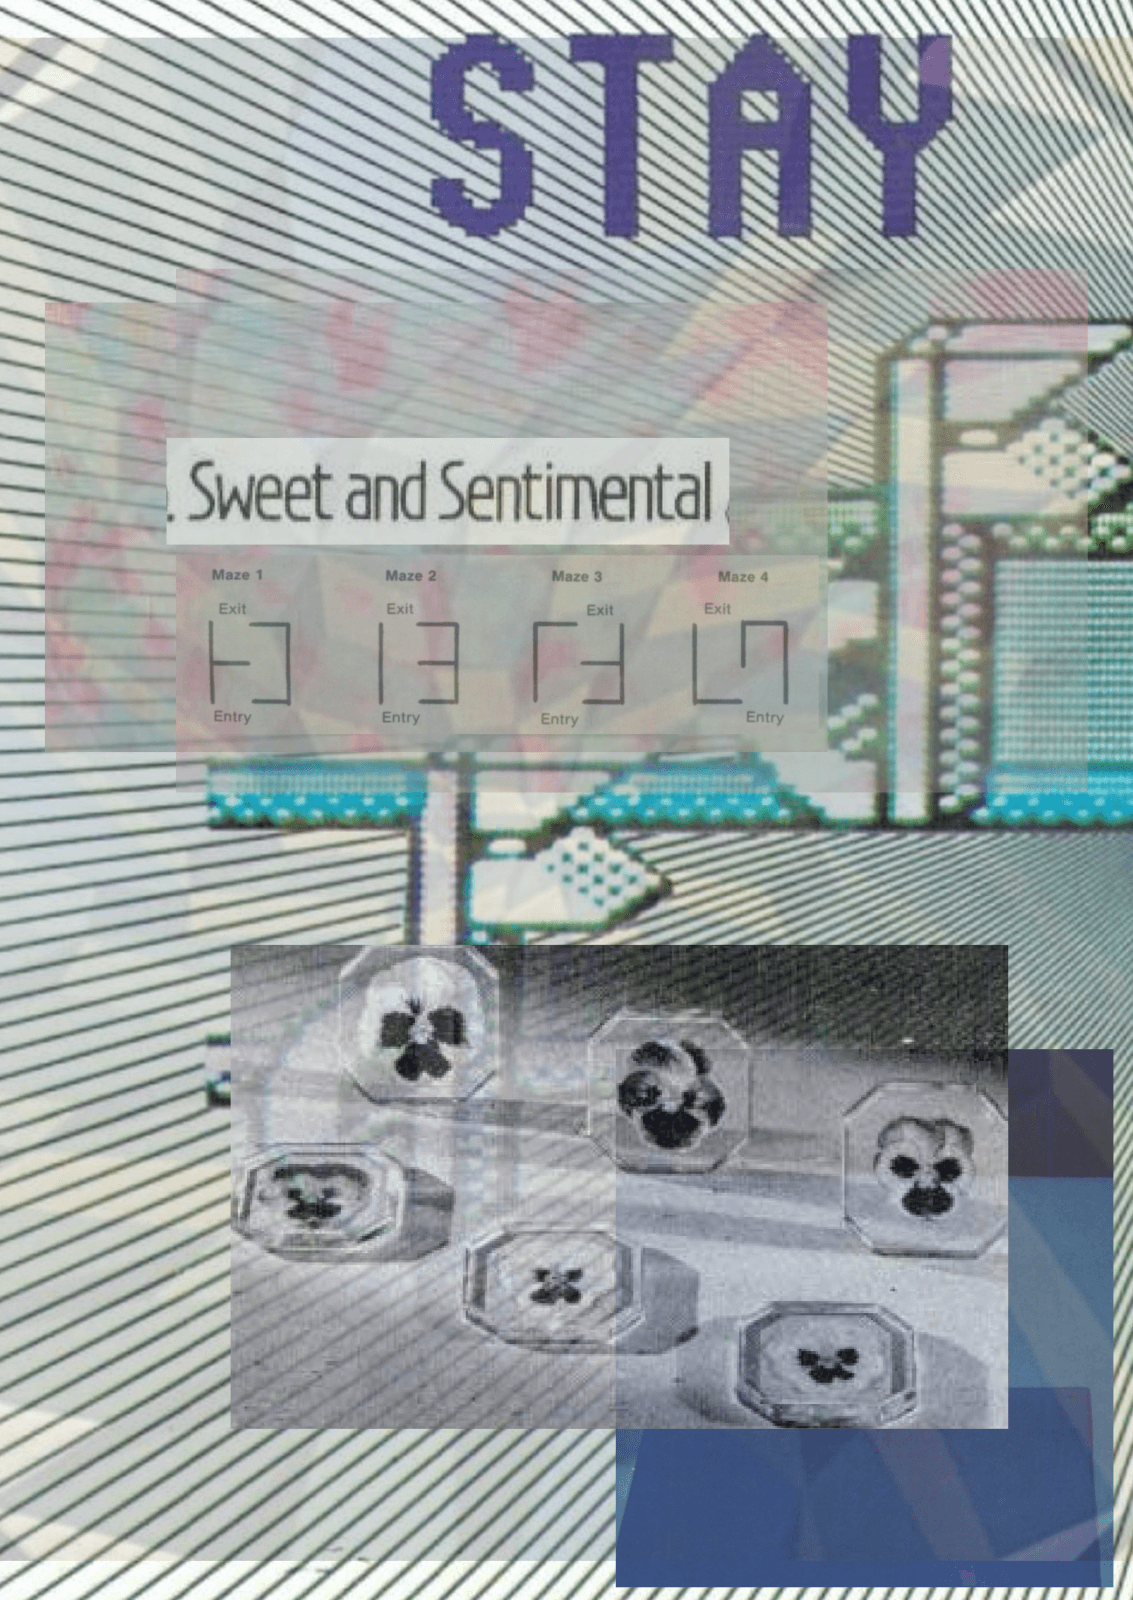 STAY
. Sweet and Sentimental
Maze 1 Maze 2 Maze 3 Maze 4
Exit Exit Exit Exit
Entry Entry Entry Entry